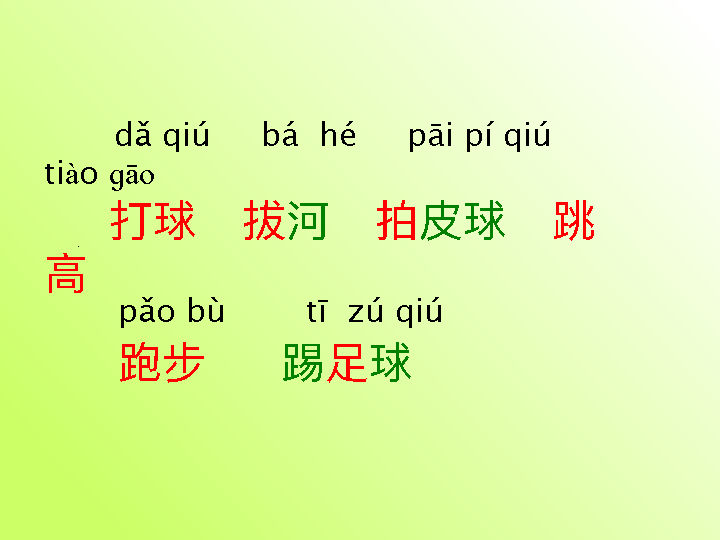 dǎ qiú bá hé pāi pí qiú
tiào gāo
打球 拔河 拍皮球 跳
高
pǎo bù tī zú qiú
跑步 踢足球